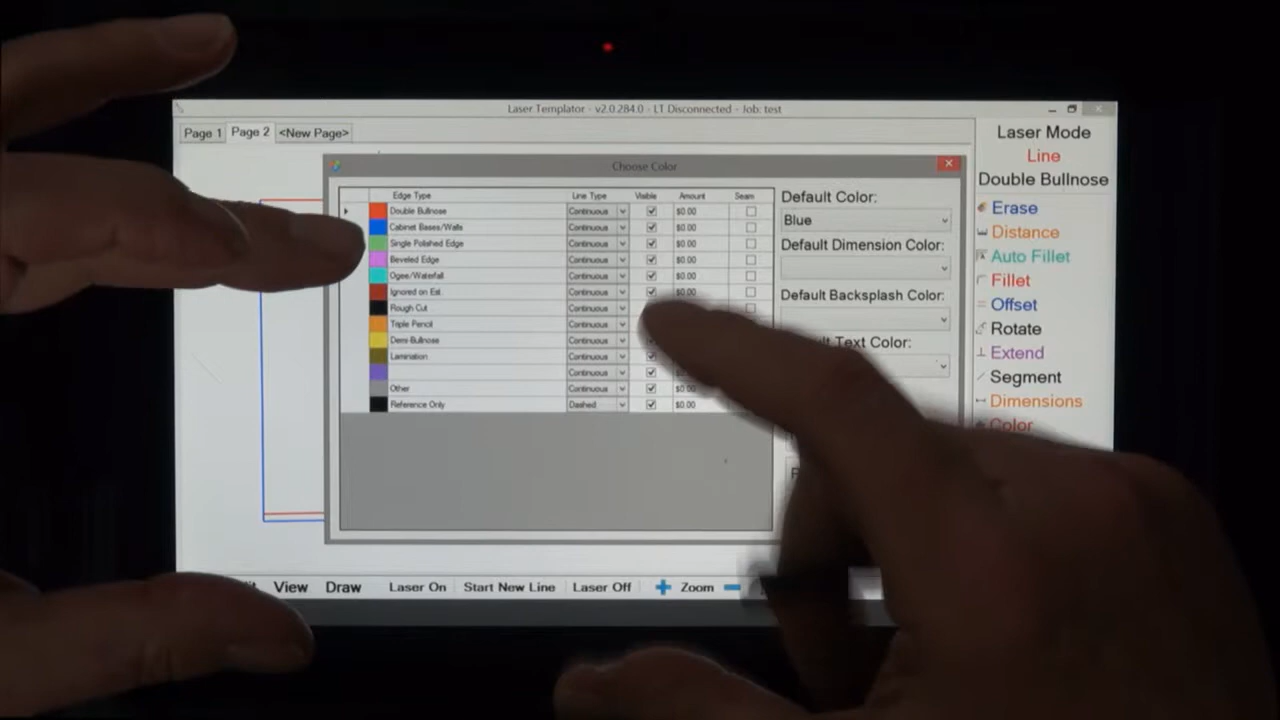 Laser Templator - v2.0.284.0 - LT Disconnected - Job: test
Page 1 Page 2 <New Page>
Choose Color
Edge Type Line Type Visible Amount Seam
Double Bullnose Continuous $0.00
Cabinet Bases/Walls Continuous $0.00
Single Polished Edge Continuous $0.00
Beveled Edge Continuous $0.00
Ogee/Waterfall Continuous $0.00
Ignored on Est. Continuous $0.00
Rough Cut Continuous
Triple Pencil Continuous
Demi-Bullnose Continuous
Lamination Continuous
Continuous
Other Continuous $0.00
Reference Only Dashed $0.00
Default Color:
Blue
Default Dimension Color:
Default Backsplash Color:
Text Color:
Laser Mode
Line
Double Bullnose
Erase
Distance
Auto Fillet
Fillet
Offset
Rotate
Extend
Segment
Dimensions
Color
View Draw Laser On Start New Line Laser Off Zoom